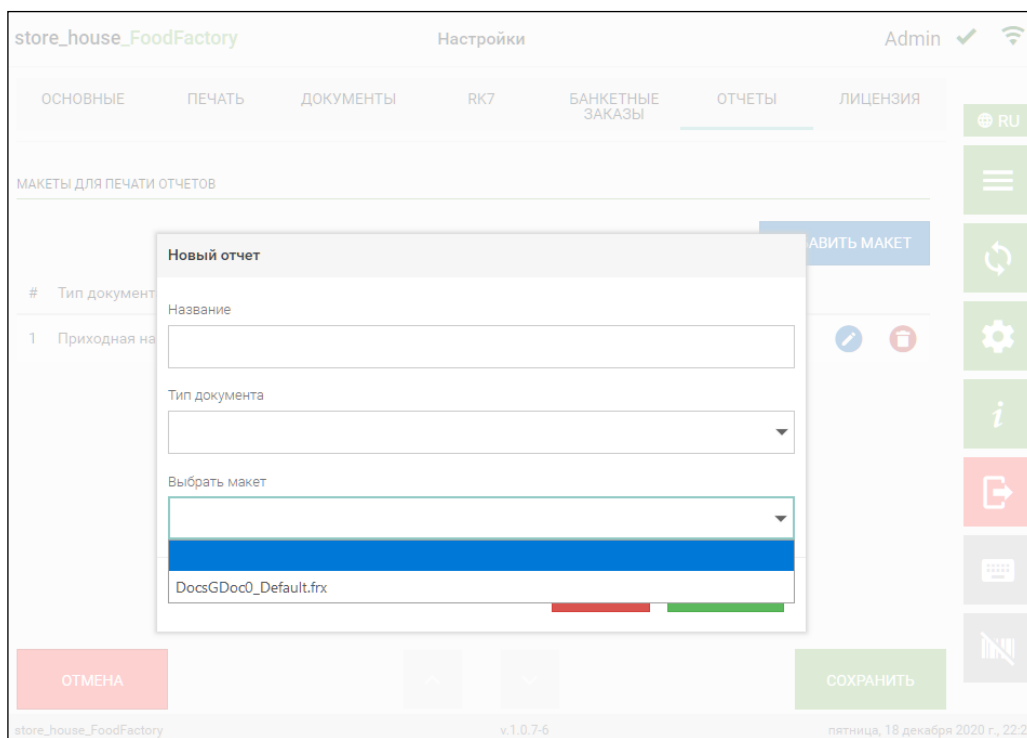 store_house_FoodFactory Настройки Admin
ОСНОВНЫЕ ПЕЧАТЬ ДОКУМЕНТЫ RK7 БАНКЕТНЫЕ ЗАКАЗЫ ОТЧЕТЫ ЛИЦЕНЗИЯ
RU
МАКЕТЫ ДЛЯ ПЕЧАТИ ОТЧЕТОВ
АВИТЬ МАКЕТ
Новый отчет
# Тип документ
Название
1 Приходная на
Тип документа
Выбрать макет
DocsGDoc0_Default.frx
ОТМЕНА СОХРАНИТЬ
store_house_FoodFactory v.1.0.7-6 пятница, 18 декабря 2020 г., 22:2